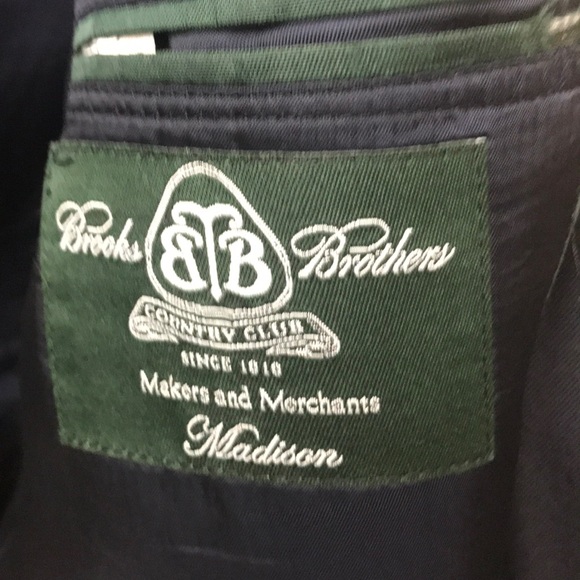 Brooks Brothers
BB
COUNTRY CLUB
SINCE 1818
Makers and Merchants
Madison